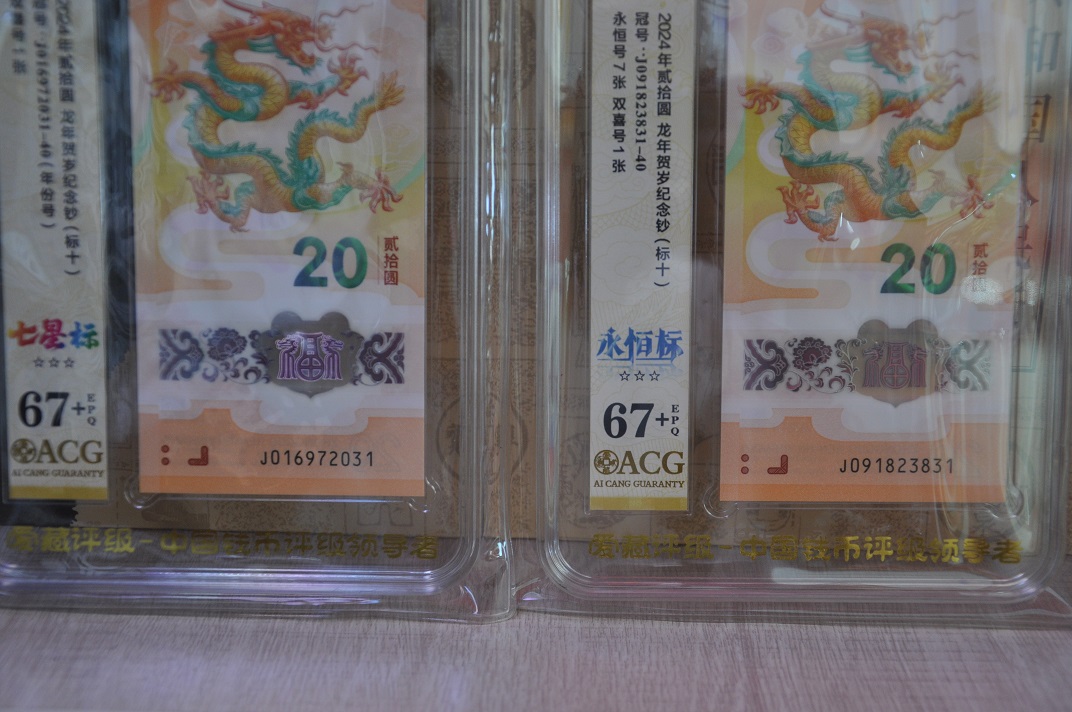 2024年贰拾圆 龙年贺岁纪念钞(标十)
冠号:J016972031-40(年份号)
七星标
☆☆☆
67+EPQ
ACG
AI CANG GUARANTY
20
贰拾圆
福
J016972031
爱藏评级-中国钱币评级领导者
2024年贰拾圆 龙年贺岁纪念钞(标十)
冠号:J091823831-40
永恒号7张 双喜号1张
永恒标
☆☆☆
67+EPQ
ACG
AI CANG GUARANTY
20
贰拾圆
福
J091823831
爱藏评级-中国钱币评级领导者